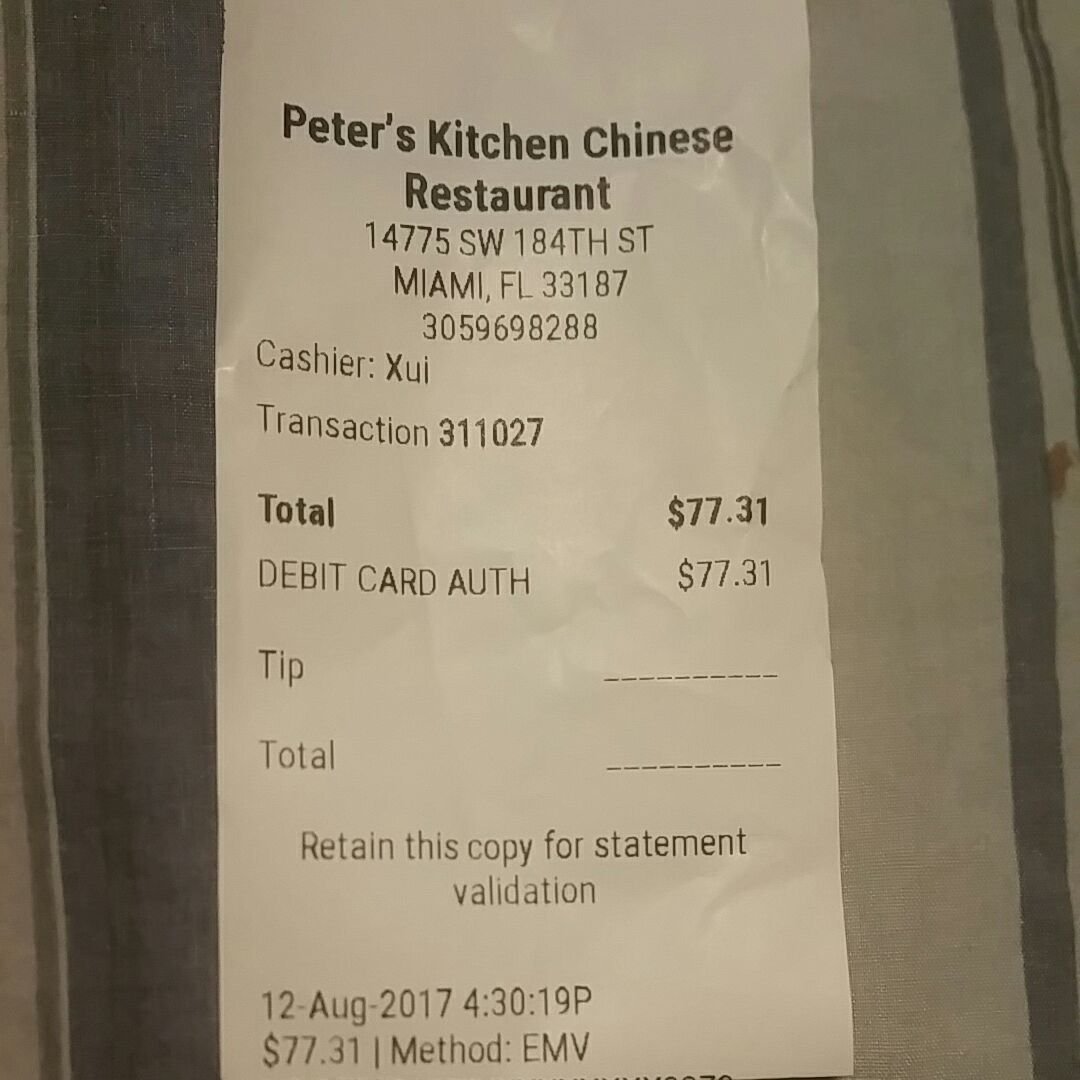 Peter's Kitchen Chinese
Restaurant
14775 SW 184TH ST
MIAMI, FL 33187
3059698288
Cashier: Xui
Transaction 311027
Total $77.31
DEBIT CARD AUTH $77.31
Tip __________
Total __________
Retain this copy for statement
validation
12-Aug-2017 4:30:19P
$77.31 | Method: EMV